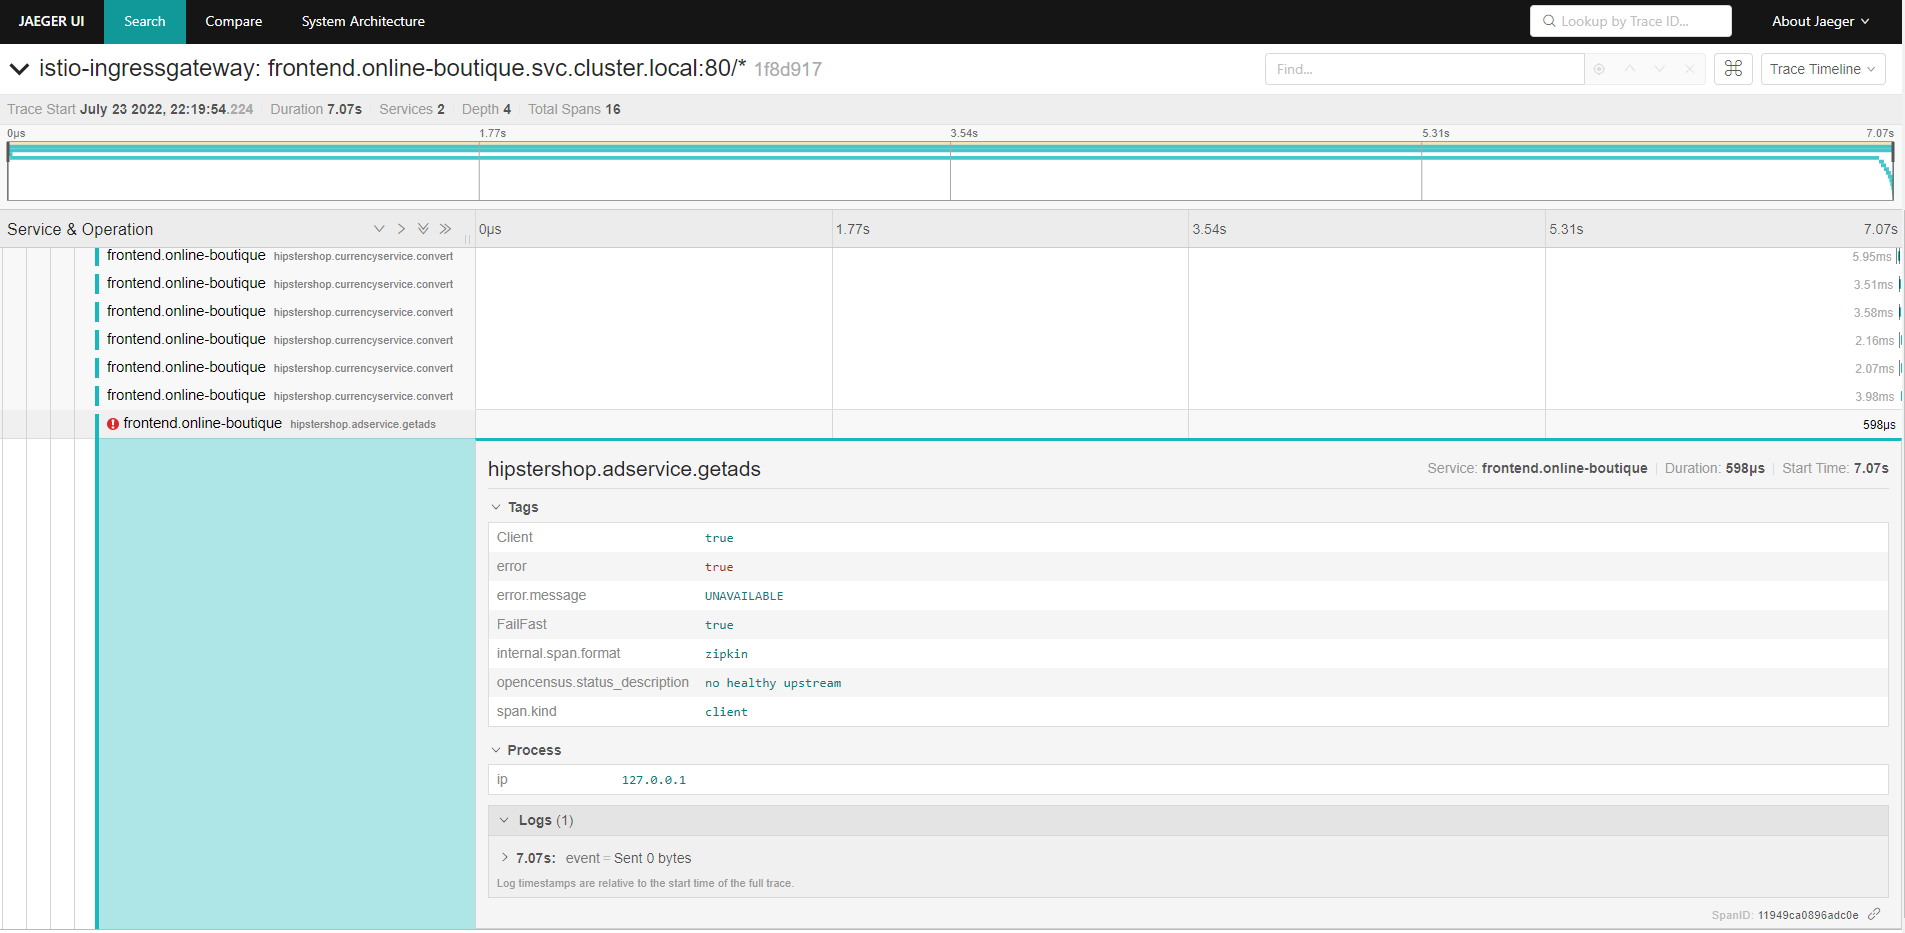 JAEGER UI Search Compare System Architecture Lookup by Trace ID... About Jaeger
istio-ingressgateway: frontend.online-boutique.svc.cluster.local:80/* 1f8d917 Find... Trace Timeline
Trace Start July 23 2022, 22:19:54.224 Duration 7.07s Services 2 Depth 4 Total Spans 16
0μs 1.77s 3.54s 5.31s 7.07s
Service & Operation 0μs 1.77s 3.54s 5.31s 7.07s
frontend.online-boutique hipstershop.currencyservice.convert 5.95ms
frontend.online-boutique hipstershop.currencyservice.convert 3.51ms
frontend.online-boutique hipstershop.currencyservice.convert 3.58ms
frontend.online-boutique hipstershop.currencyservice.convert 2.16ms
frontend.online-boutique hipstershop.currencyservice.convert 2.07ms
frontend.online-boutique hipstershop.currencyservice.convert 3.98ms
frontend.online-boutique hipstershop.adservice.getads 598μs
hipstershop.adservice.getads Service: frontend.online-boutique Duration: 598μs Start Time: 7.07s
Tags
Client true
error true
error.message UNAVAILABLE
FailFast true
internal.span.format zipkin
opencensus.status_description no healthy upstream
span.kind client
Process
ip 127.0.0.1
Logs (1)
7.07s: event = Sent 0 bytes
Log timestamps are relative to the start time of the full trace.
SpanID: 11949ca0896adc0e